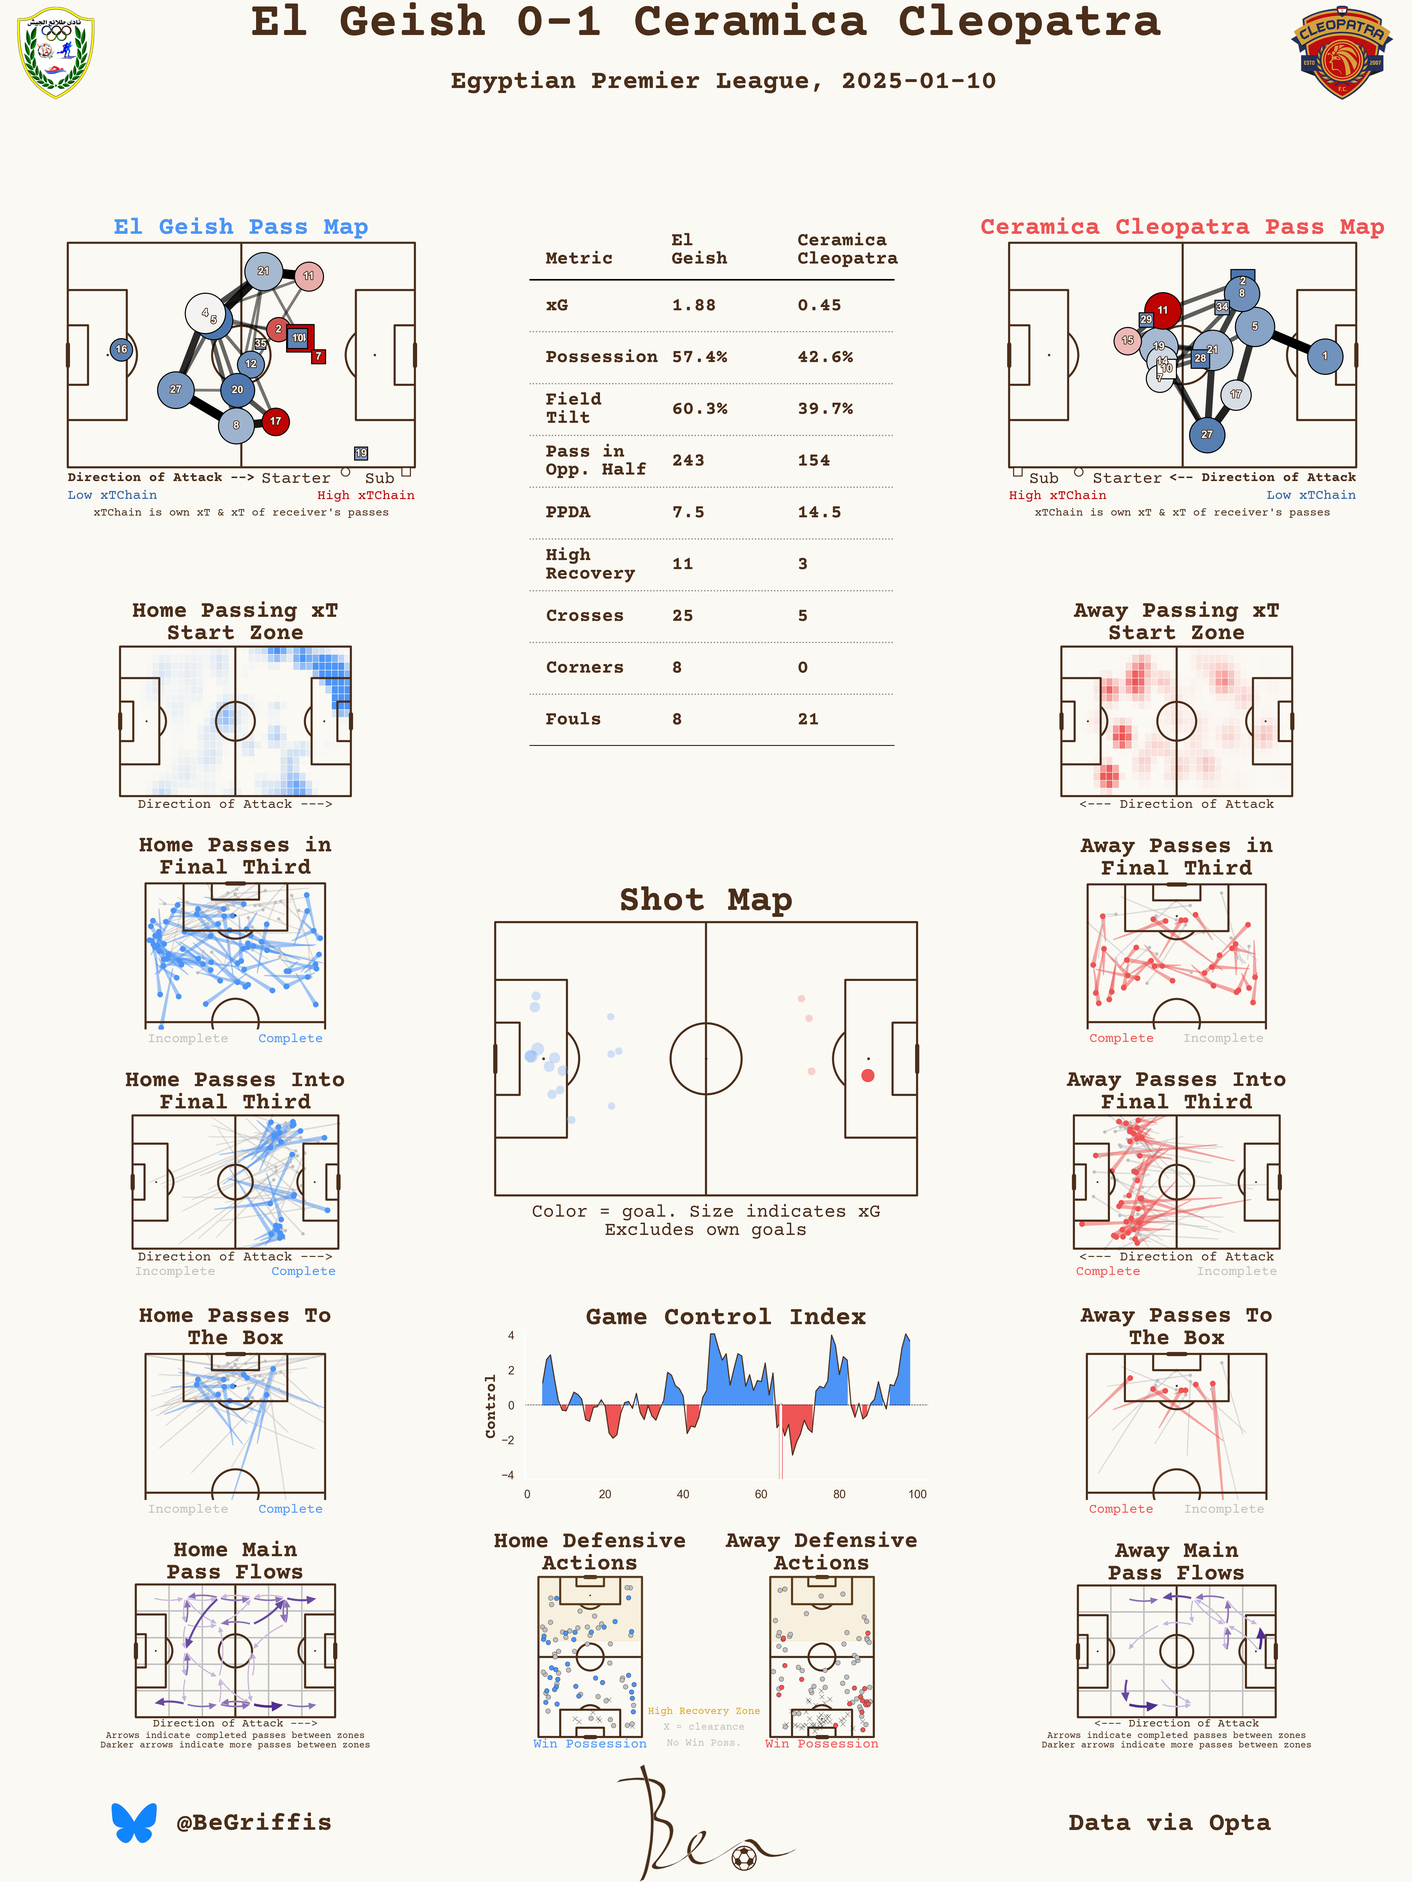 El Geish 0-1 Ceramica Cleopatra
Egyptian Premier League, 2025-01-10
نادى طلائع الجيش
CLEOPATRA
ESTD
2007
F.C.
El Geish Pass Map
21
11
4
5
2
10
7
35
16
12
27
20
8
17
19
Direction of Attack --> Starter Sub
Low xTChain High xTChain
xTChain is own xT & xT of receiver's passes
Metric El Geish Ceramica Cleopatra
xG 1.88 0.45
Possession 57.4% 42.6%
Field Tilt 60.3% 39.7%
Pass in Opp. Half 243 154
PPDA 7.5 14.5
High Recovery 11 3
Crosses 25 5
Corners 8 0
Fouls 8 21
Ceramica Cleopatra Pass Map
2
8
34
11
29
5
15
19
21
14
28
10
7
1
17
27
Sub Starter <-- Direction of Attack
High xTChain Low xTChain
xTChain is own xT & xT of receiver's passes
Home Passing xT
Start Zone
Direction of Attack --->
Away Passing xT
Start Zone
<--- Direction of Attack
Home Passes in
Final Third
Incomplete Complete
Away Passes in
Final Third
Complete Incomplete
Shot Map
Color = goal. Size indicates xG
Excludes own goals
Home Passes Into
Final Third
Direction of Attack --->
Incomplete Complete
Away Passes Into
Final Third
<--- Direction of Attack
Complete Incomplete
Home Passes To
The Box
Incomplete Complete
Game Control Index
Control
4
2
0
−2
−4
0 20 40 60 80 100
Away Passes To
The Box
Complete Incomplete
Home Main
Pass Flows
Direction of Attack --->
Arrows indicate completed passes between zones
Darker arrows indicate more passes between zones
Home Defensive
Actions
Win Possession
High Recovery Zone
X = clearance
No Win Poss.
Away Defensive
Actions
Win Possession
Away Main
Pass Flows
<--- Direction of Attack
Arrows indicate completed passes between zones
Darker arrows indicate more passes between zones
@BeGriffis
Ben
Data via Opta